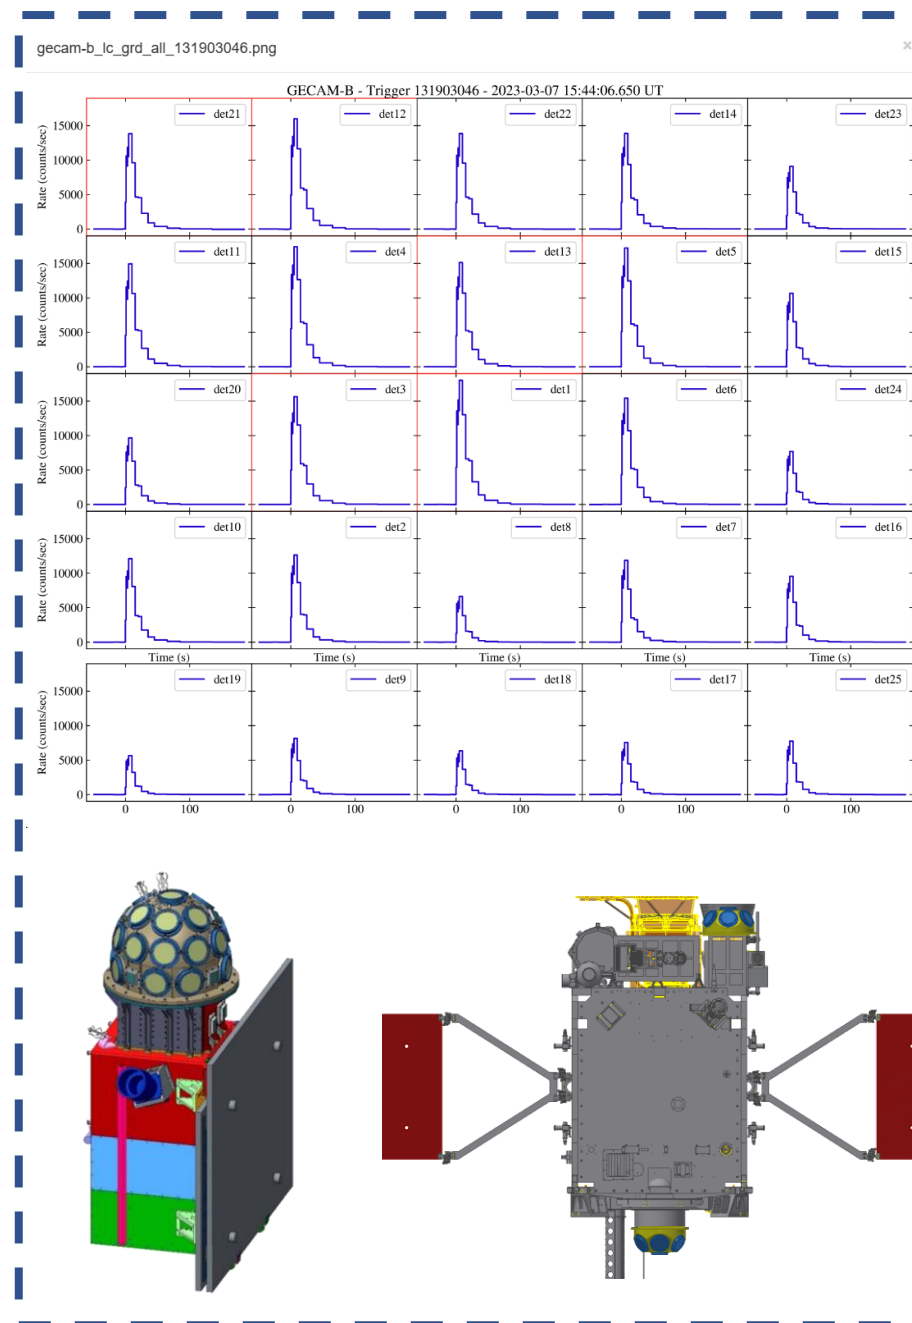 gecam-b_lc_grd_all_131903046.png
×
GECAM-B - Trigger 131903046 - 2023-03-07 15:44:06.650 UT
det21 det12 det22 det14 det23
15000
10000
5000
0
Rate (counts/sec)
det11 det4 det13 det5 det15
15000
10000
5000
0
Rate (counts/sec)
det20 det3 det1 det6 det24
15000
10000
5000
0
Rate (counts/sec)
det10 det2 det8 det7 det16
15000
10000
5000
0
Rate (counts/sec)
Time (s) Time (s) Time (s) Time (s) Time (s)
det19 det9 det18 det17 det25
15000
10000
5000
0
Rate (counts/sec)
0 100 0 100 0 100 0 100 0 100